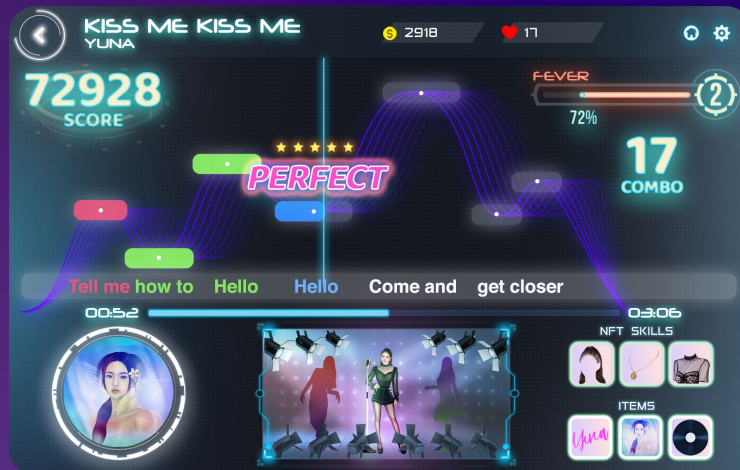 KISS ME KISS ME
YUNA
$ 2918
17
72928
SCORE
FEVER
2
72%
17
COMBO
PERFECT
Tell me how to Hello Hello Come and get closer
00:52
03:06
NFT SKILLS
ITEMS
Yuna